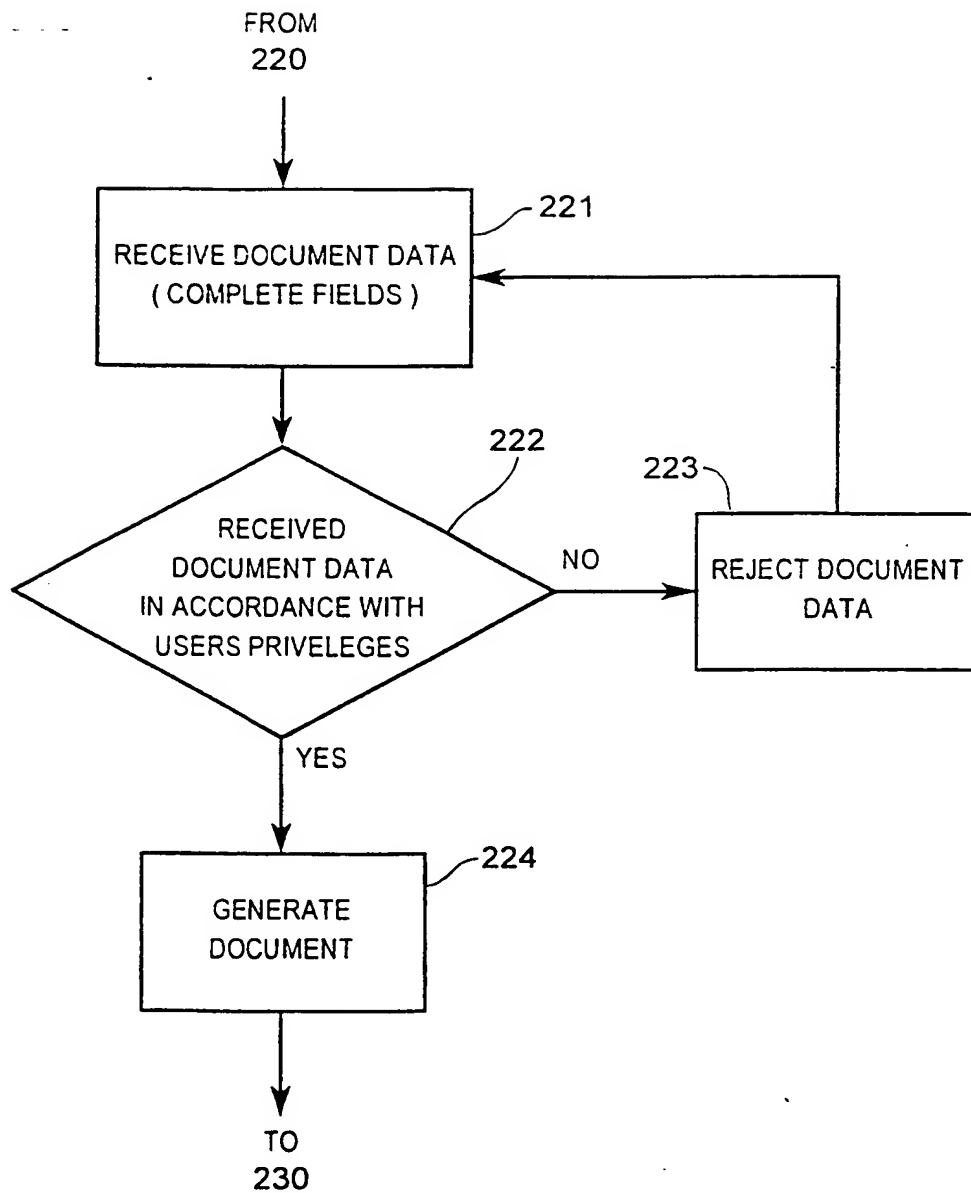 FROM
220
221
RECEIVE DOCUMENT DATA
( COMPLETE FIELDS )
222
RECEIVED
DOCUMENT DATA
IN ACCORDANCE WITH
USERS PRIVELEGES
NO
223
REJECT DOCUMENT
DATA
YES
224
GENERATE
DOCUMENT
TO
230